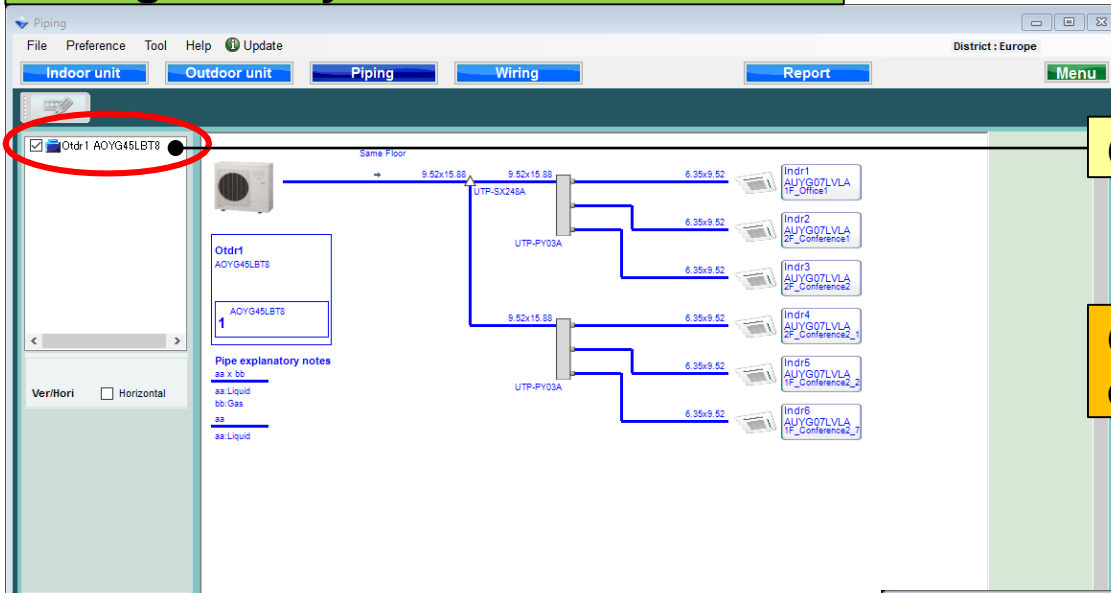 Piping
File Preference Tool Help Update
District : Europe
Indoor unit Outdoor unit Piping Wiring Report Menu
Otdr1 AOYG45LBT8
Ver/Hori Horizontal
Same Floor
9.52x15.88
UTP-SX248A
9.52x15.88
UTP-PY03A
6.35x9.52
Indr1
AUYG07LVLA
1F_Office1
6.35x9.52
Indr2
AUYG07LVLA
2F_Conference1
6.35x9.52
Indr3
AUYG07LVLA
2F_Conference2
9.52x15.88
UTP-PY03A
6.35x9.52
Indr4
AUYG07LVLA
2F_Conference2_1
6.35x9.52
Indr5
AUYG07LVLA
1F_Conference2_2
6.35x9.52
Indr6
AUYG07LVLA
1F_Conference2_7
Otdr1
AOYG45LBT8
AOYG45LBT8
1
Pipe explanatory notes
aa x bb
aa:Liquid
bb:Gas
aa
aa:Liquid